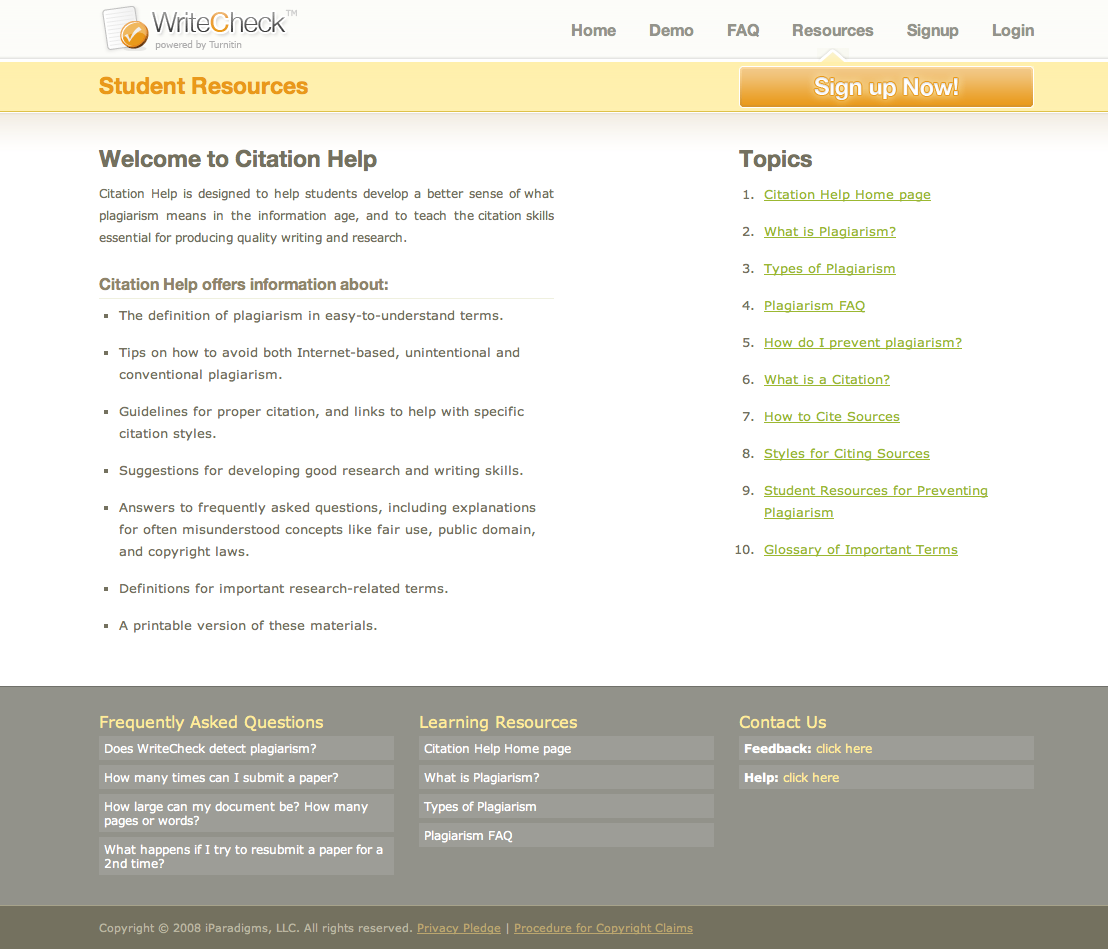 WriteCheck™
powered by Turnitin
Home Demo FAQ Resources Signup Login
Student Resources
Sign up Now!
Welcome to Citation Help
Citation Help is designed to help students develop a better sense of what
plagiarism means in the information age, and to teach the citation skills
essential for producing quality writing and research.
Citation Help offers information about:
▪ The definition of plagiarism in easy-to-understand terms.
▪ Tips on how to avoid both Internet-based, unintentional and
conventional plagiarism.
▪ Guidelines for proper citation, and links to help with specific
citation styles.
▪ Suggestions for developing good research and writing skills.
▪ Answers to frequently asked questions, including explanations
for often misunderstood concepts like fair use, public domain,
and copyright laws.
▪ Definitions for important research-related terms.
▪ A printable version of these materials.
Topics
1. Citation Help Home page
2. What is Plagiarism?
3. Types of Plagiarism
4. Plagiarism FAQ
5. How do I prevent plagiarism?
6. What is a Citation?
7. How to Cite Sources
8. Styles for Citing Sources
9. Student Resources for Preventing
Plagiarism
10. Glossary of Important Terms
Frequently Asked Questions
Does WriteCheck detect plagiarism?
How many times can I submit a paper?
How large can my document be? How many
pages or words?
What happens if I try to resubmit a paper for a
2nd time?
Learning Resources
Citation Help Home page
What is Plagiarism?
Types of Plagiarism
Plagiarism FAQ
Contact Us
Feedback: click here
Help: click here
Copyright © 2008 iParadigms, LLC. All rights reserved. Privacy Pledge | Procedure for Copyright Claims